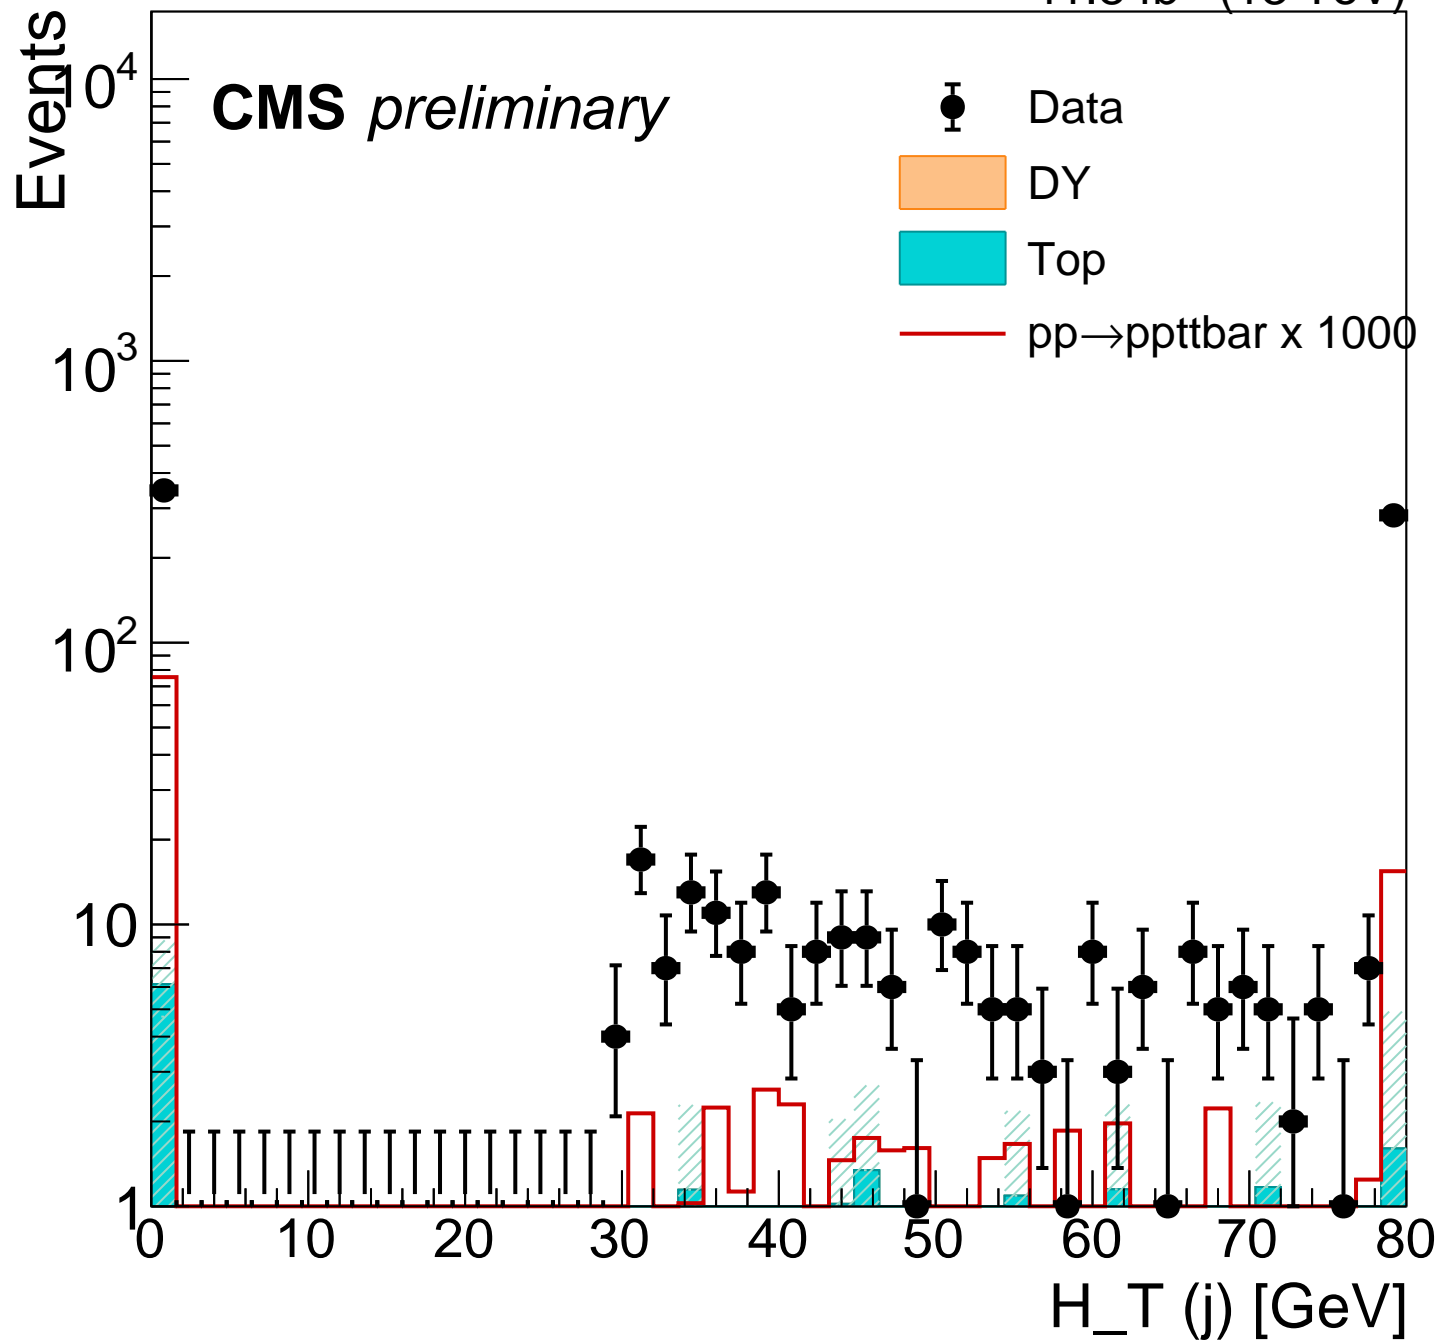 Events
CMS preliminary
Data
DY
Top
pp→ppttbar x 1000
10⁴
10³
10²
10
1
0 10 20 30 40 50 60 70 80
H_T (j) [GeV]